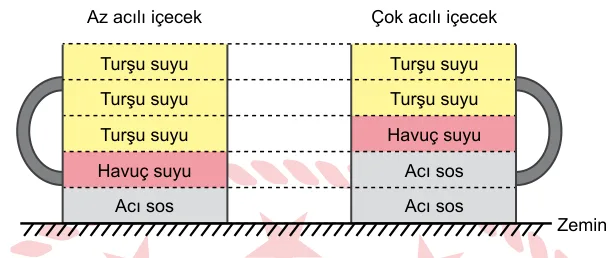 Az acılı içecek
Çok acılı içecek
Turşu suyu
Turşu suyu
Turşu suyu
Turşu suyu
Turşu suyu
Havuç suyu
Havuç suyu
Acı sos
Acı sos
Acı sos
Zemin